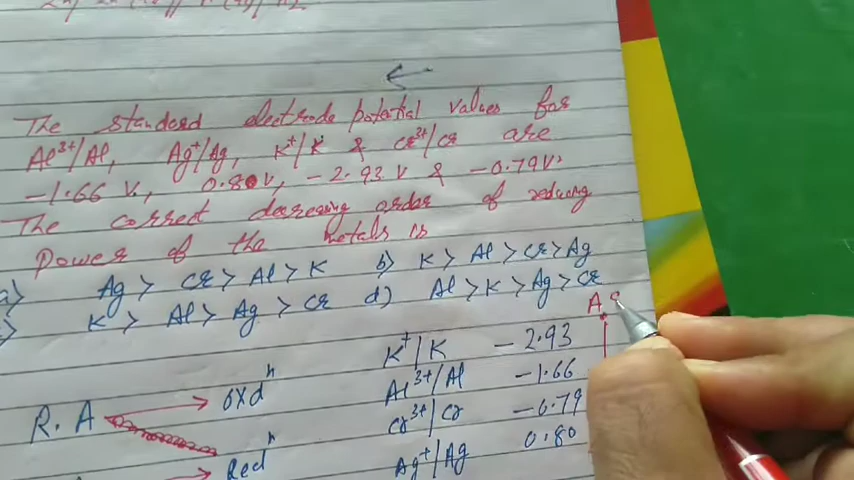 The standard electrode potential values for
Al3+/Al, Ag+/Ag, K+/K & Cr3+/Cr are
-1.66 V, 0.80V, -2.93 V & -0.79V.
The correct decreasing order of reducing
power of the metals is
a) Ag > Cr > Al > K b) K > Al > Cr > Ag
c) K > Al > Ag > Cr d) Al > K > Ag > Cr
K+/K -2.93
Al3+/Al -1.66
R.A oxdn Cr3+/Cr -0.79
Redn Ag+/Ag 0.80